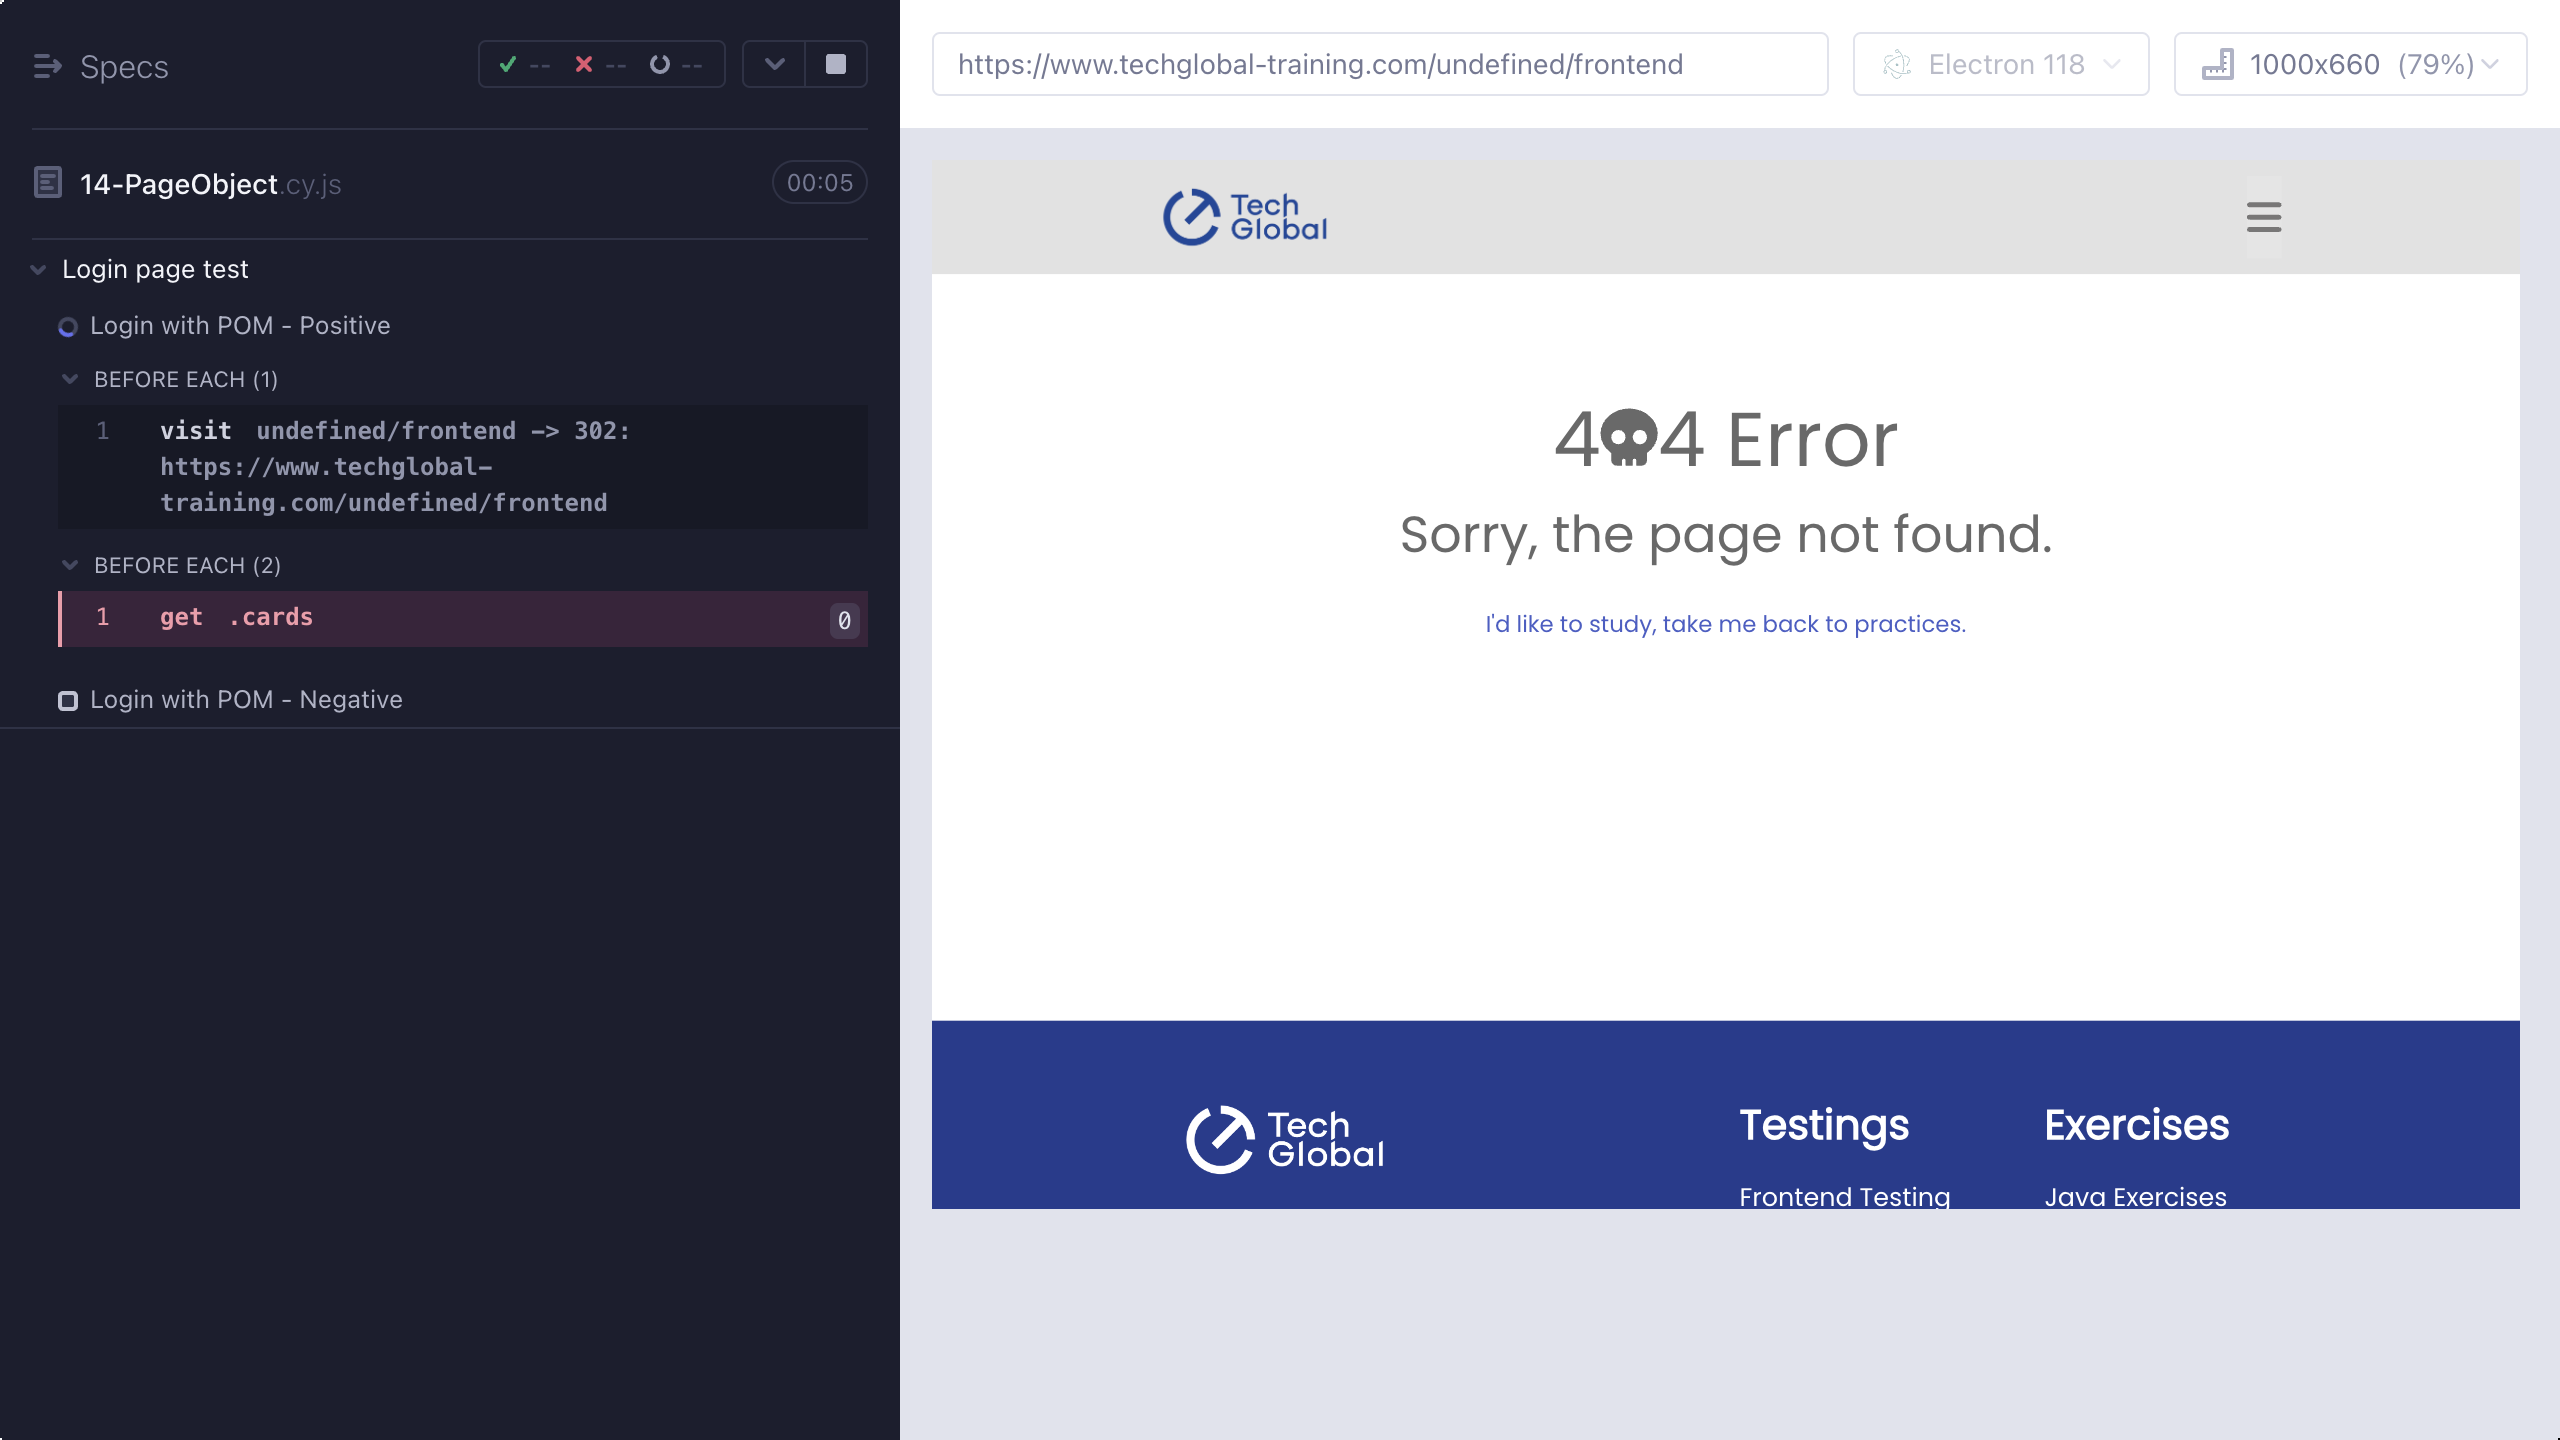 Specs
--
--
--
14-PageObject.cy.js
00:05
Login page test
Login with POM - Positive
BEFORE EACH (1)
1 visit undefined/frontend -> 302:
https://www.techglobal-
training.com/undefined/frontend
BEFORE EACH (2)
1 get .cards 0
Login with POM - Negative
https://www.techglobal-training.com/undefined/frontend
Electron 118
1000x660 (79%)
Tech
Global
4 4 Error
Sorry, the page not found.
I'd like to study, take me back to practices.
Tech
Global
Testings
Frontend Testing
Exercises
Java Exercises